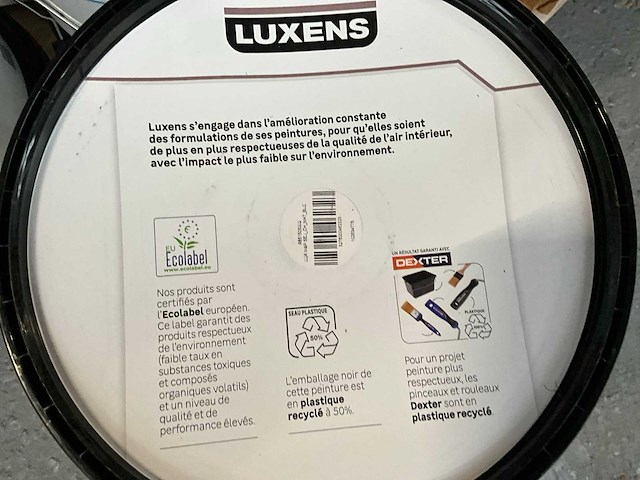 LUXENS
Luxens s'engage dans l'amélioration constante
des formulations de ses peintures, pour qu'elles soient
de plus en plus respectueuses de la qualité de l'air intérieur,
avec l'impact le plus faible sur l'environnement.
EU
Ecolabel
www.ecolabel.eu
Nos produits sont
certifiés par
l'Ecolabel européen.
Ce label garantit des
produits respectueux
de l'environnement
(faible taux en
substances toxiques
et composés
organiques volatils)
et un niveau de
qualité et de
performance élevés.
SEAU PLASTIQUE
50%
L'emballage noir de
cette peinture est
en plastique
recyclé à 50%.
UN RÉSULTAT GARANTI AVEC
DEXTER
PLASTIQUE
100%
Pour un projet
peinture plus
respectueux, les
pinceaux et rouleaux
Dexter sont en
plastique recyclé.